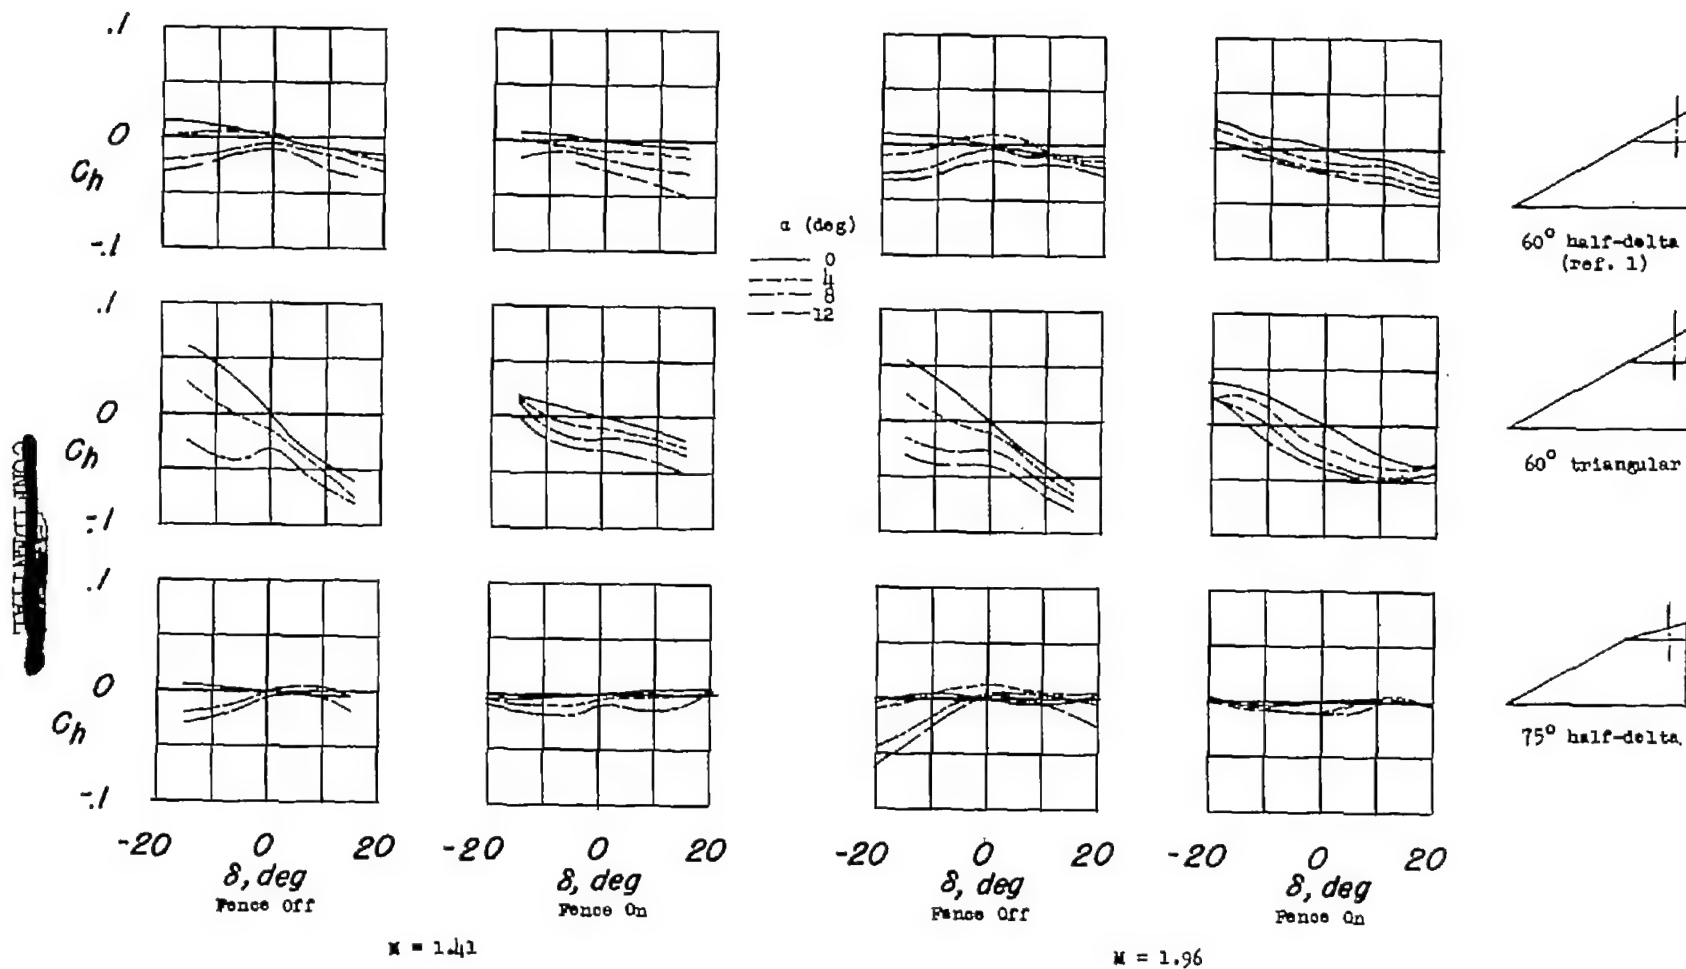 .1
0
Ch
-.1
α (deg)
0
4
8
12
60° half-delta
(ref. 1)
.1
0
Ch
-.1
60° triangular
CONFIDENTIAL
.1
0
Ch
-.1
75° half-delta
-20 0 20 -20 0 20 -20 0 20 -20 0 20
δ, deg δ, deg δ, deg δ, deg
Fence Off Fence On Fence Off Fence On
M = 1.41 M = 1.96